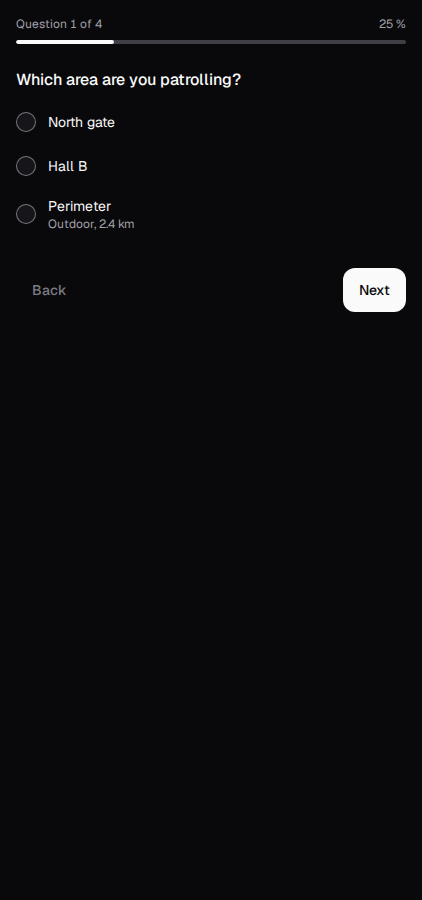 Question 1 of 4
25 %
Which area are you patrolling?
North gate
Hall B
Perimeter
Outdoor, 2.4 km
Back
Next